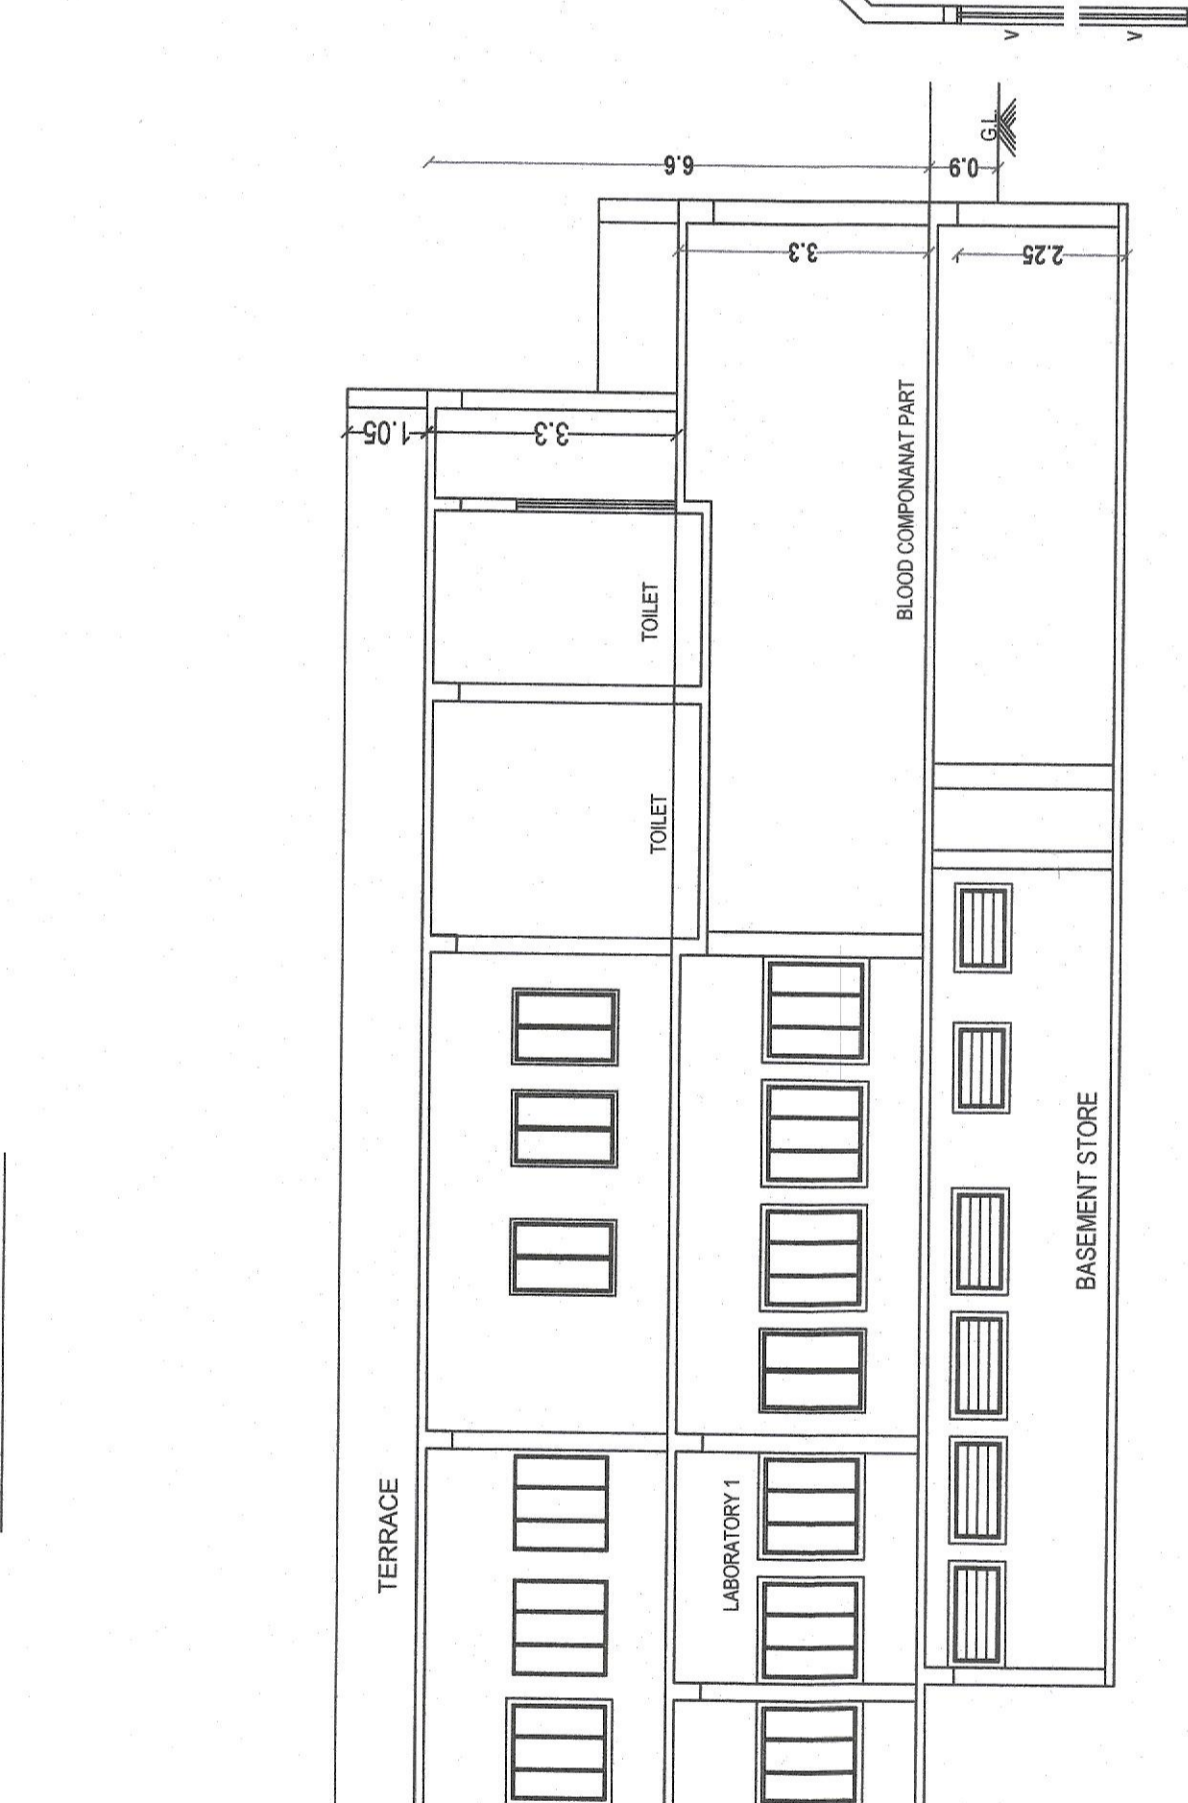 TERRACE
1.05
3.3
6.6
3.3
0.9
G.L.
2.25
TOILET
TOILET
BLOOD COMPONANAT PART
LABORATORY 1
BASEMENT STORE
V
V